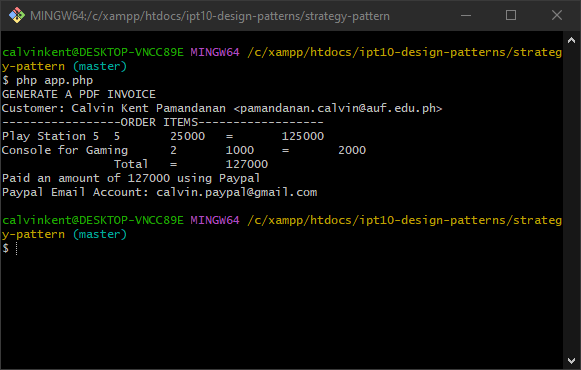 MINGW64:/c/xampp/htdocs/ipt10-design-patterns/strategy-pattern
calvinkent@DESKTOP-VNCC89E MINGW64 /c/xampp/htdocs/ipt10-design-patterns/strateg
y-pattern (master)
$ php app.php
GENERATE A PDF INVOICE
Customer: Calvin Kent Pamandanan <pamandanan.calvin@auf.edu.ph>
-----------------ORDER ITEMS------------------
Play Station 5  5       25000   =       125000
Console for Gaming      2       1000    =       2000
                Total   =       127000
Paid an amount of 127000 using Paypal
Paypal Email Account: calvin.paypal@gmail.com
calvinkent@DESKTOP-VNCC89E MINGW64 /c/xampp/htdocs/ipt10-design-patterns/strateg
y-pattern (master)
$